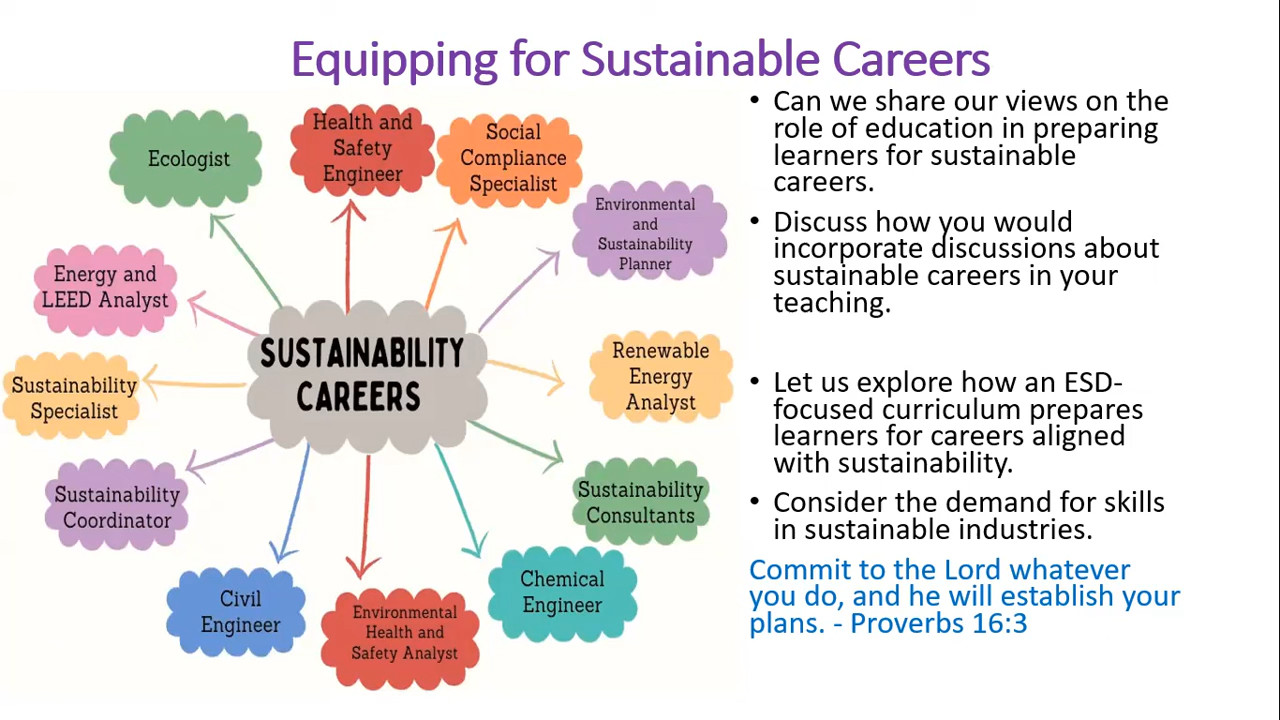 Equipping for Sustainable Careers
Ecologist
Health and
Safety
Engineer
Social
Compliance
Specialist
Environmental
and
Sustainability
Planner
Energy and
LEED Analyst
SUSTAINABILITY
CAREERS
Renewable
Energy
Analyst
Sustainability
Specialist
Sustainability
Coordinator
Sustainability
Consultants
Civil
Engineer
Environmental
Health and
Safety Analyst
Chemical
Engineer
• Can we share our views on the
role of education in preparing
learners for sustainable
careers.
• Discuss how you would
incorporate discussions about
sustainable careers in your
teaching.
• Let us explore how an ESD-
focused curriculum prepares
learners for careers aligned
with sustainability.
• Consider the demand for skills
in sustainable industries.
Commit to the Lord whatever
you do, and he will establish your
plans. - Proverbs 16:3